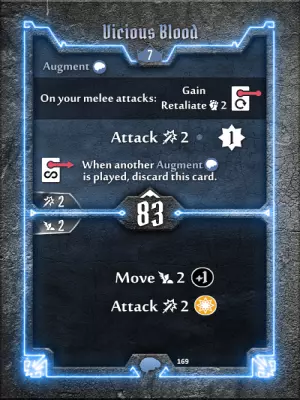 Vicious Blood
7
Augment
On your melee attacks: Gain
Retaliate 2
Attack 2
1
When another Augment
is played, discard this card.
2
83
2
Move 2 +1
Attack 2
169